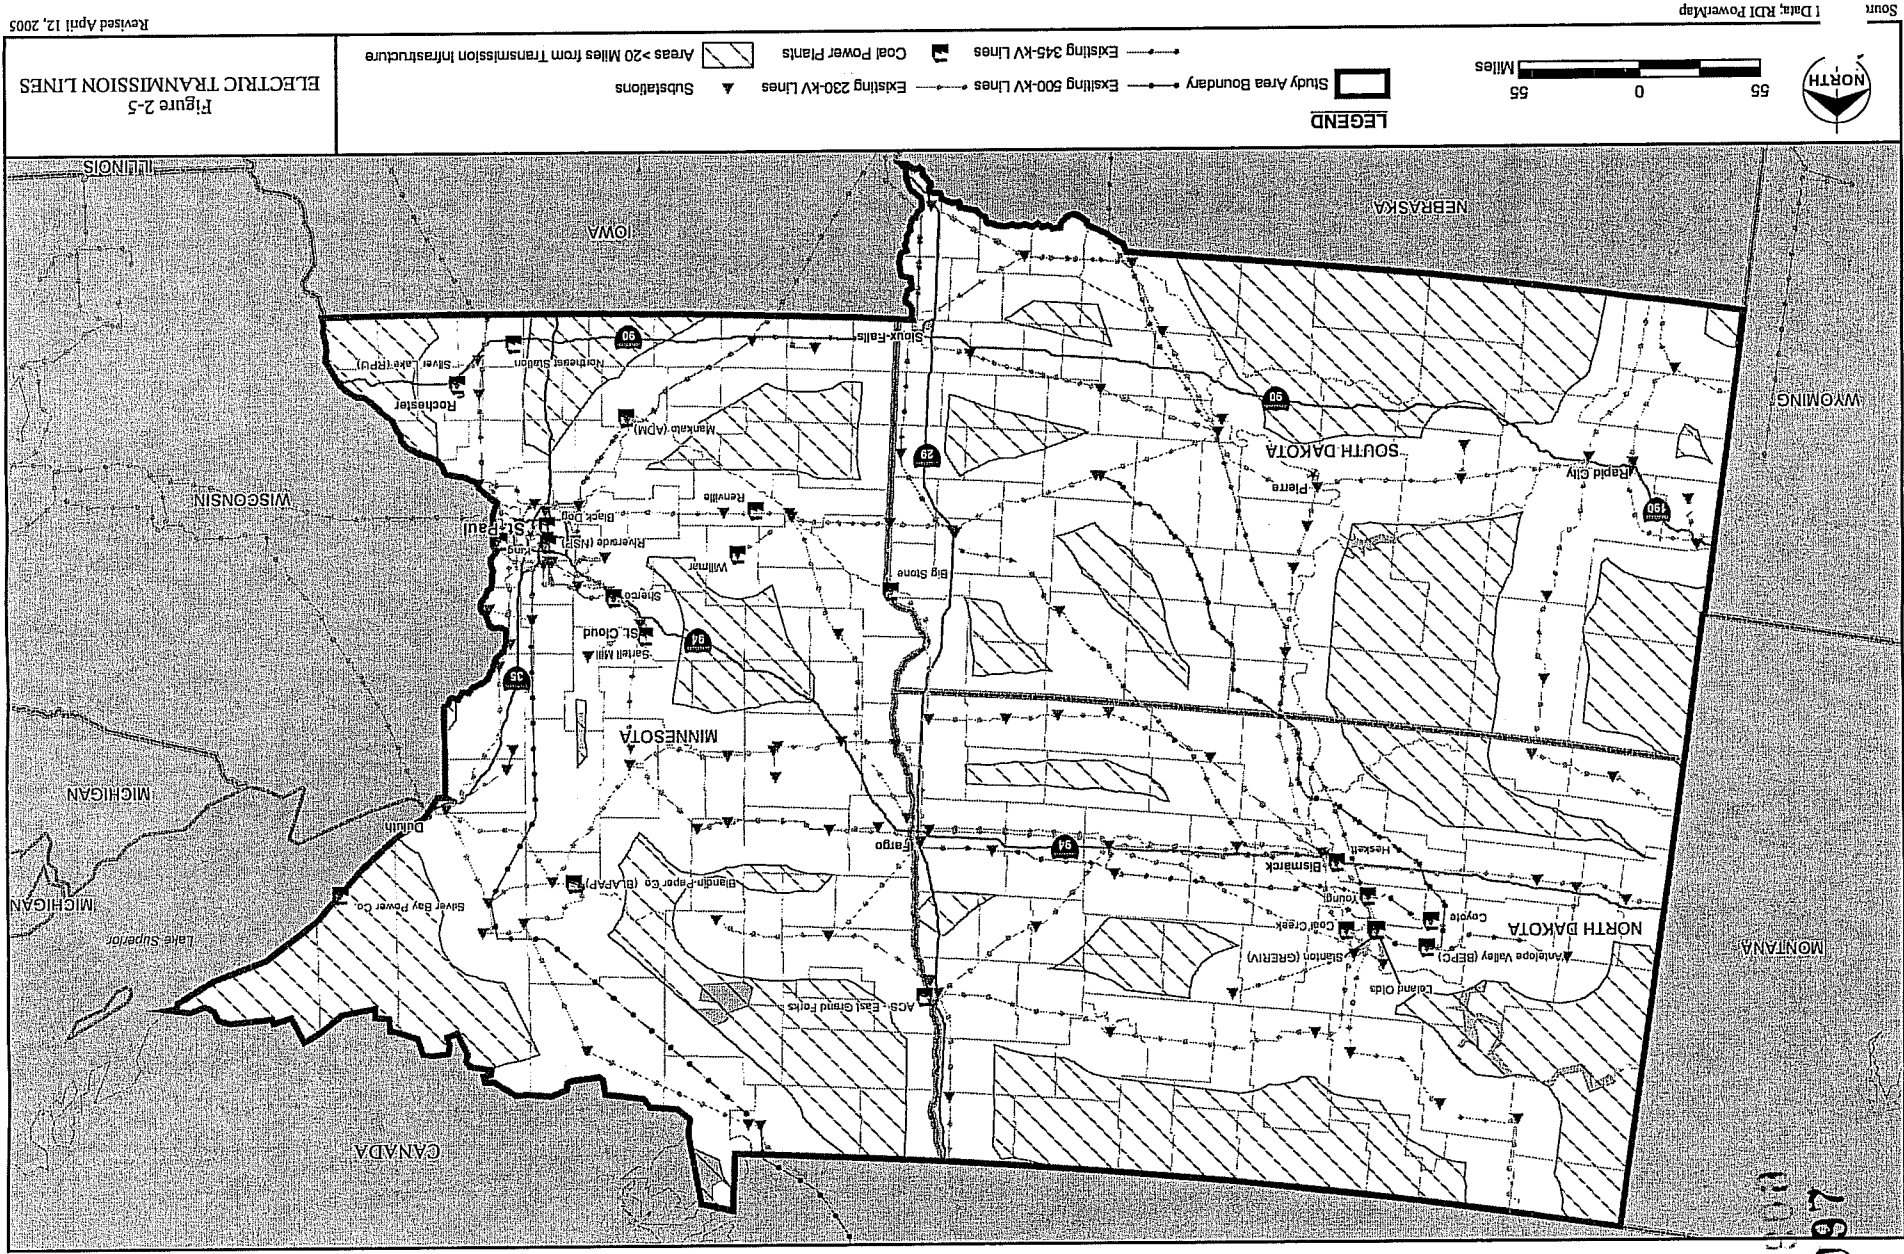 CANADA
Lake Superior
MONTANA
NORTH DAKOTA
Antelope Valley (BEPC)
Leland Olds
Stanton (GRERIV)
Coal Creek
Coyote
Young
Heskett
Bismarck
94
Fargo
ACS - East Grand Forks
Blandin Paper Co. (BLAPAP)
Silver Bay Power Co.
Duluth
MICHIGAN
MICHIGAN
MINNESOTA
35
94
Sartell Mill
St. Cloud
Sherco
Big Stone
Willmar
Riverside (NSP)
King
St. Paul
Black Dog
Renville
WISCONSIN
190
Rapid City
Pierre
SOUTH DAKOTA
29
90
WYOMING
Mankato (ADM)
Rochester
Silver Lake (RPU)
Northeast Station
90
Sioux Falls
NEBRASKA
IOWA
ILLINOIS
NORTH
55
0
55
Miles
LEGEND
Study Area Boundary
Exsiting 500-kV Lines
Existing 230-kV Lines
Substations
Existing 345-kV Lines
Coal Power Plants
Areas >20 Miles from Transmission Infrastructure
Figure 2-5
ELECTRIC TRANMISSION LINES
Data; RDI PowerMap
Revised April 12, 2005